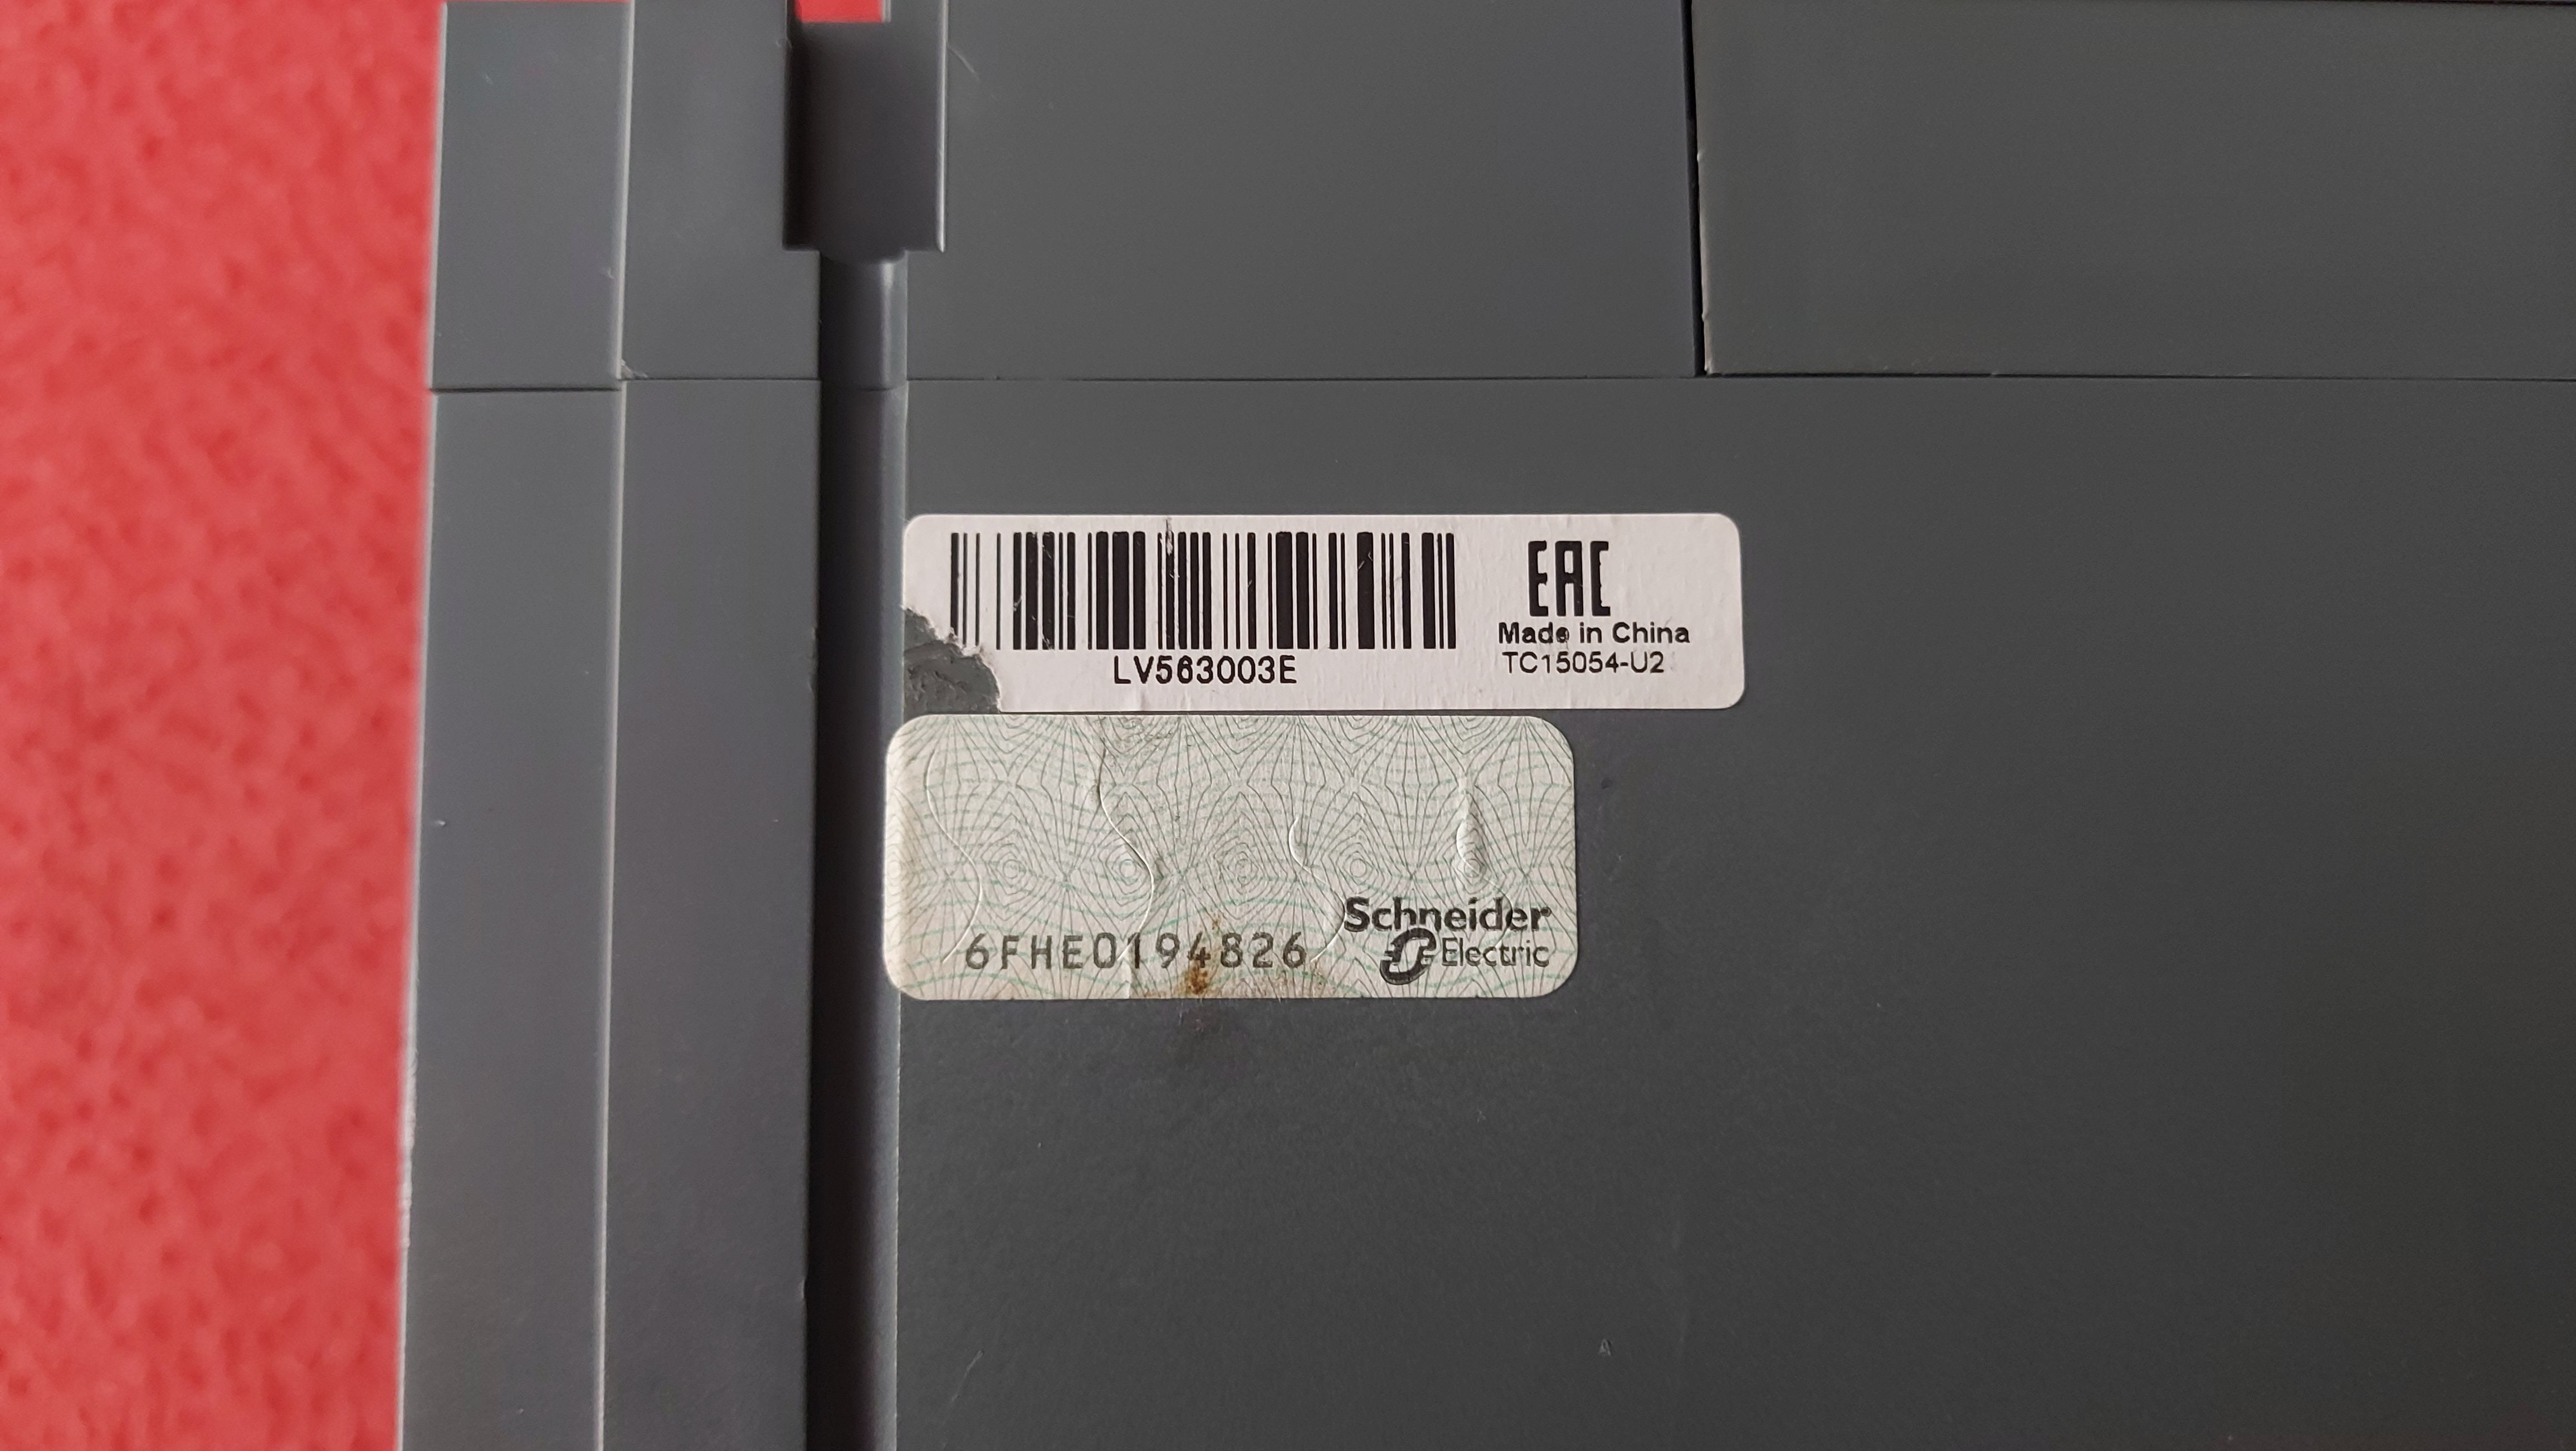 LV563003E
EAC
Made in China
TC15054-U2
6FHE0194826
Schneider
Electric